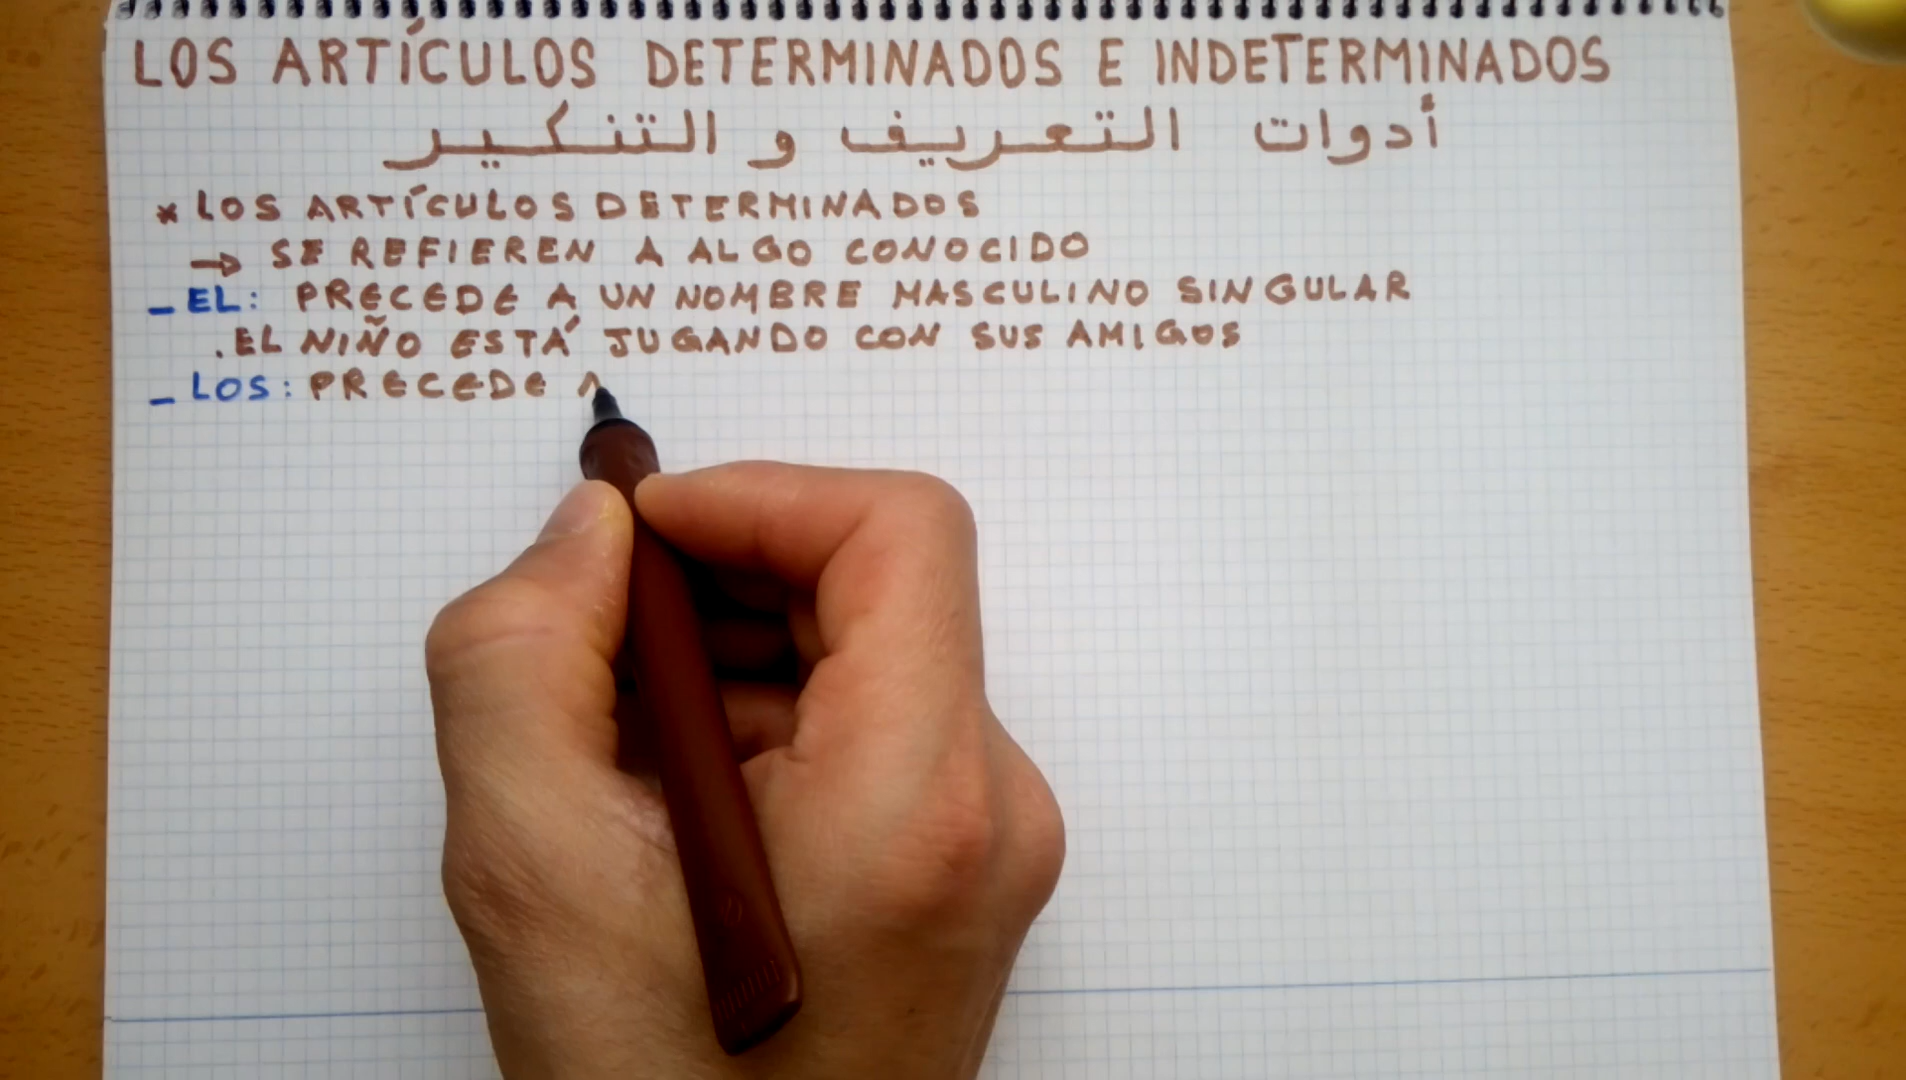 LOS ARTÍCULOS DETERMINADOS E INDETERMINADOS
أدوات التعريف و التنكير
* LOS ARTÍCULOS DETERMINADOS
→ SE REFIEREN A ALGO CONOCIDO
_ EL: PRECEDE A UN NOMBRE MASCULINO SINGULAR
. EL NIÑO ESTÁ JUGANDO CON SUS AMIGOS
_ LOS: PRECEDE